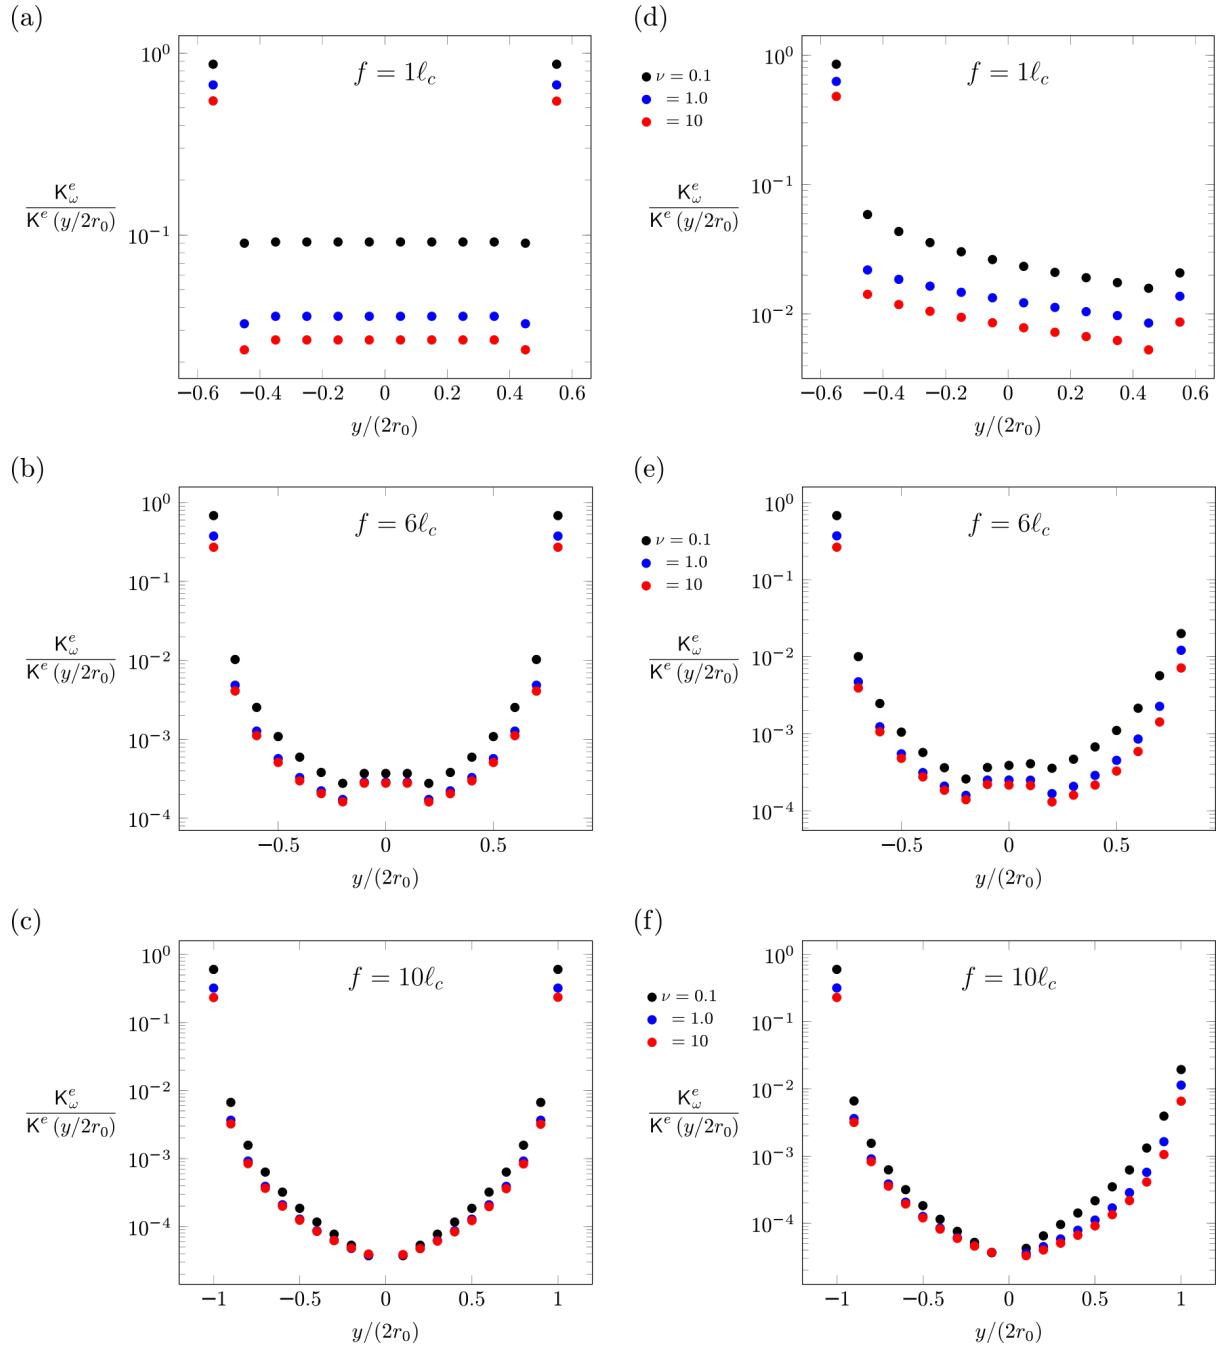 (a)
f = 1ℓ_c
10^0
10^{-1}
K^e_ω
K^e (y/2r_0)
−0.6 −0.4 −0.2 0 0.2 0.4 0.6
y/(2r_0)
(d)
f = 1ℓ_c
ν = 0.1
= 1.0
= 10
10^0
10^{-1}
10^{-2}
K^e_ω
K^e (y/2r_0)
−0.6 −0.4 −0.2 0 0.2 0.4 0.6
y/(2r_0)
(b)
f = 6ℓ_c
10^0
10^{-1}
10^{-2}
10^{-3}
10^{-4}
K^e_ω
K^e (y/2r_0)
−0.5 0 0.5
y/(2r_0)
(e)
f = 6ℓ_c
ν = 0.1
= 1.0
= 10
10^0
10^{-1}
10^{-2}
10^{-3}
10^{-4}
K^e_ω
K^e (y/2r_0)
−0.5 0 0.5
y/(2r_0)
(c)
f = 10ℓ_c
10^0
10^{-1}
10^{-2}
10^{-3}
10^{-4}
K^e_ω
K^e (y/2r_0)
−1 −0.5 0 0.5 1
y/(2r_0)
(f)
f = 10ℓ_c
ν = 0.1
= 1.0
= 10
10^0
10^{-1}
10^{-2}
10^{-3}
10^{-4}
K^e_ω
K^e (y/2r_0)
−1 −0.5 0 0.5 1
y/(2r_0)